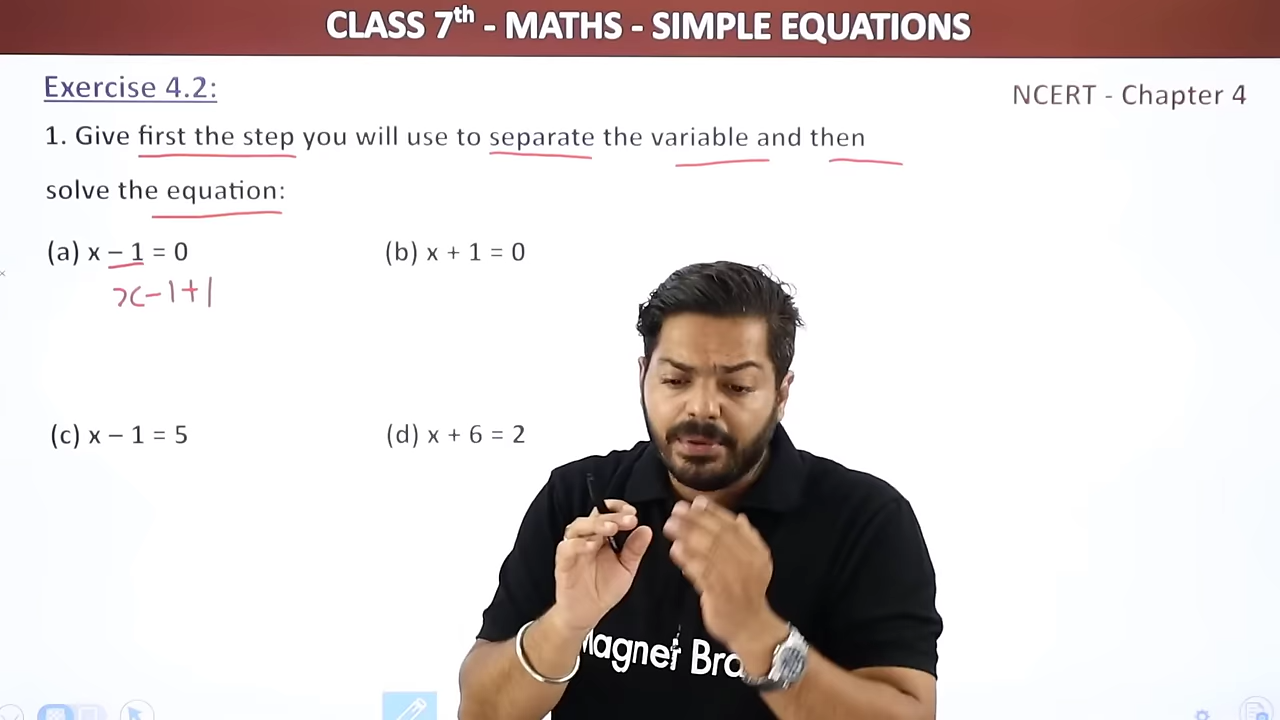 CLASS 7th - MATHS - SIMPLE EQUATIONS
Exercise 4.2:
NCERT - Chapter 4
1. Give first the step you will use to separate the variable and then
solve the equation:
(a) x – 1 = 0
(b) x + 1 = 0
x-1+1
(c) x – 1 = 5
(d) x + 6 = 2
Magnet Bra